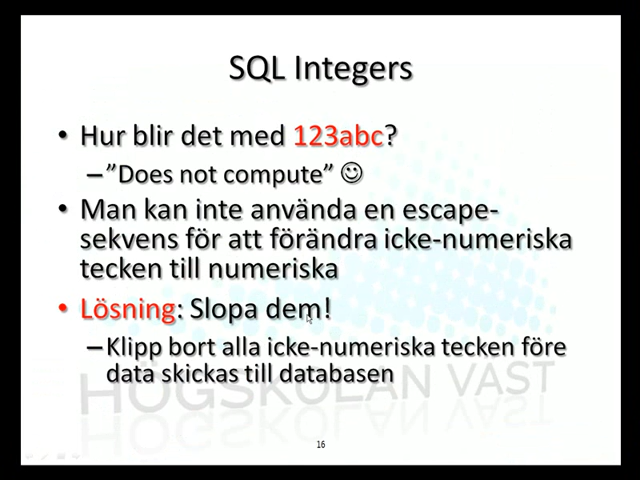 SQL Integers
• Hur blir det med 123abc?
–”Does not compute” ☺
• Man kan inte använda en escape-
sekvens för att förändra icke-numeriska
tecken till numeriska
• Lösning: Slopa dem!
–Klipp bort alla icke-numeriska tecken före
data skickas till databasen
HÖGSKOLAN VÄST
16